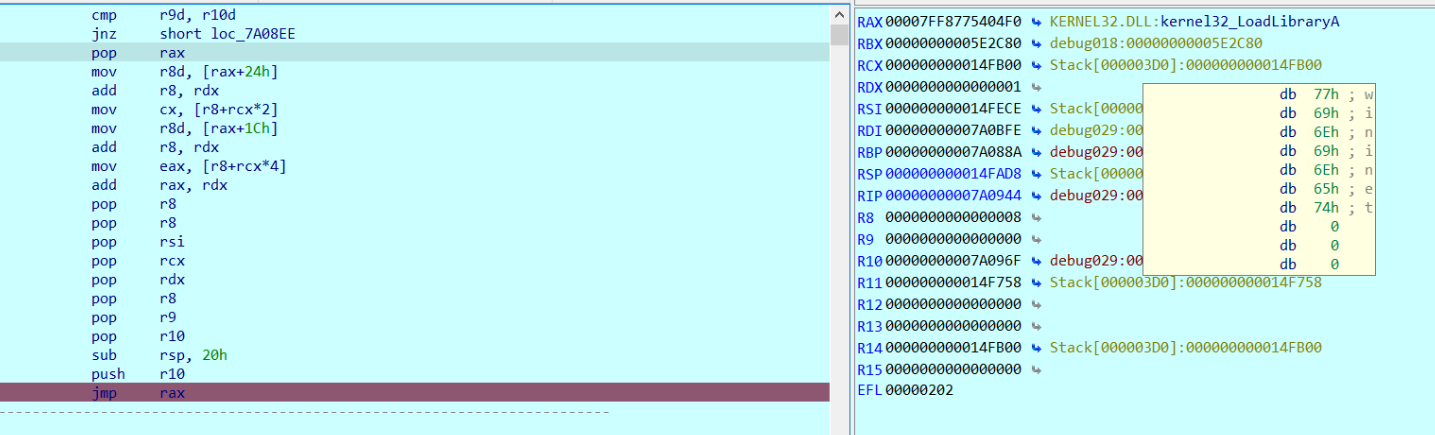 cmp r9d, r10d
jnz short loc_7A08EE
pop rax
mov r8d, [rax+24h]
add r8, rdx
mov cx, [r8+rcx*2]
mov r8d, [rax+1Ch]
add r8, rdx
mov eax, [r8+rcx*4]
add rax, rdx
pop r8
pop r8
pop rsi
pop rcx
pop rdx
pop r8
pop r9
pop r10
sub rsp, 20h
push r10
jmp rax
RAX 00007FF8775404F0 KERNEL32.DLL:kernel32_LoadLibraryA
RBX 00000000005E2C80 debug018:00000000005E2C80
RCX 000000000014FB00 Stack[000003D0]:000000000014FB00
RDX 0000000000000001
RSI 000000000014FECE Stack[00000
RDI 00000000007A0BFE debug029:00
RBP 00000000007A088A debug029:00
RSP 000000000014FAD8 Stack[00000
RIP 00000000007A0944 debug029:00
R8 0000000000000008
R9 0000000000000000
R10 00000000007A096F debug029:00
R11 000000000014F758 Stack[000003D0]:000000000014F758
R12 0000000000000000
R13 0000000000000000
R14 000000000014FB00 Stack[000003D0]:000000000014FB00
R15 0000000000000000
EFL 00000202
db 77h ; w
db 69h ; i
db 6Eh ; n
db 69h ; i
db 6Eh ; n
db 65h ; e
db 74h ; t
db 0
db 0
db 0